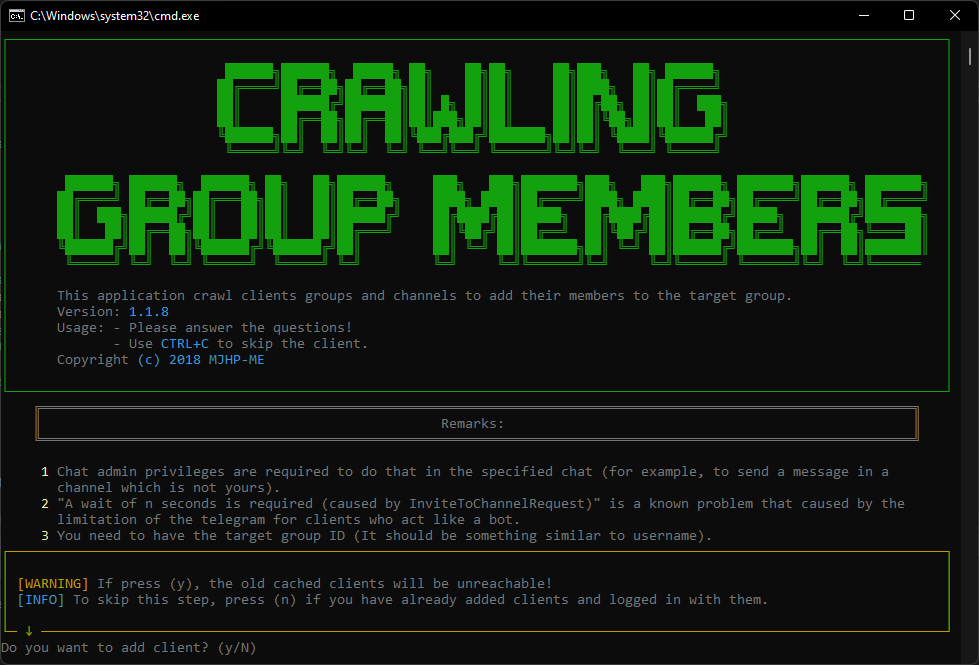 C:\Windows\system32\cmd.exe
CRAWLING
GROUP MEMBERS
This application crawl clients groups and channels to add their members to the target group.
Version: 1.1.8
Usage: - Please answer the questions!
- Use CTRL+C to skip the client.
Copyright (c) 2018 MJHP-ME
Remarks:
1 Chat admin privileges are required to do that in the specified chat (for example, to send a message in a
channel which is not yours).
2 "A wait of n seconds is required (caused by InviteToChannelRequest)" is a known problem that caused by the
limitation of the telegram for clients who act like a bot.
3 You need to have the target group ID (It should be something similar to username).
[WARNING] If press (y), the old cached clients will be unreachable!
[INFO] To skip this step, press (n) if you have already added clients and logged in with them.
↓
Do you want to add client? (y/N)